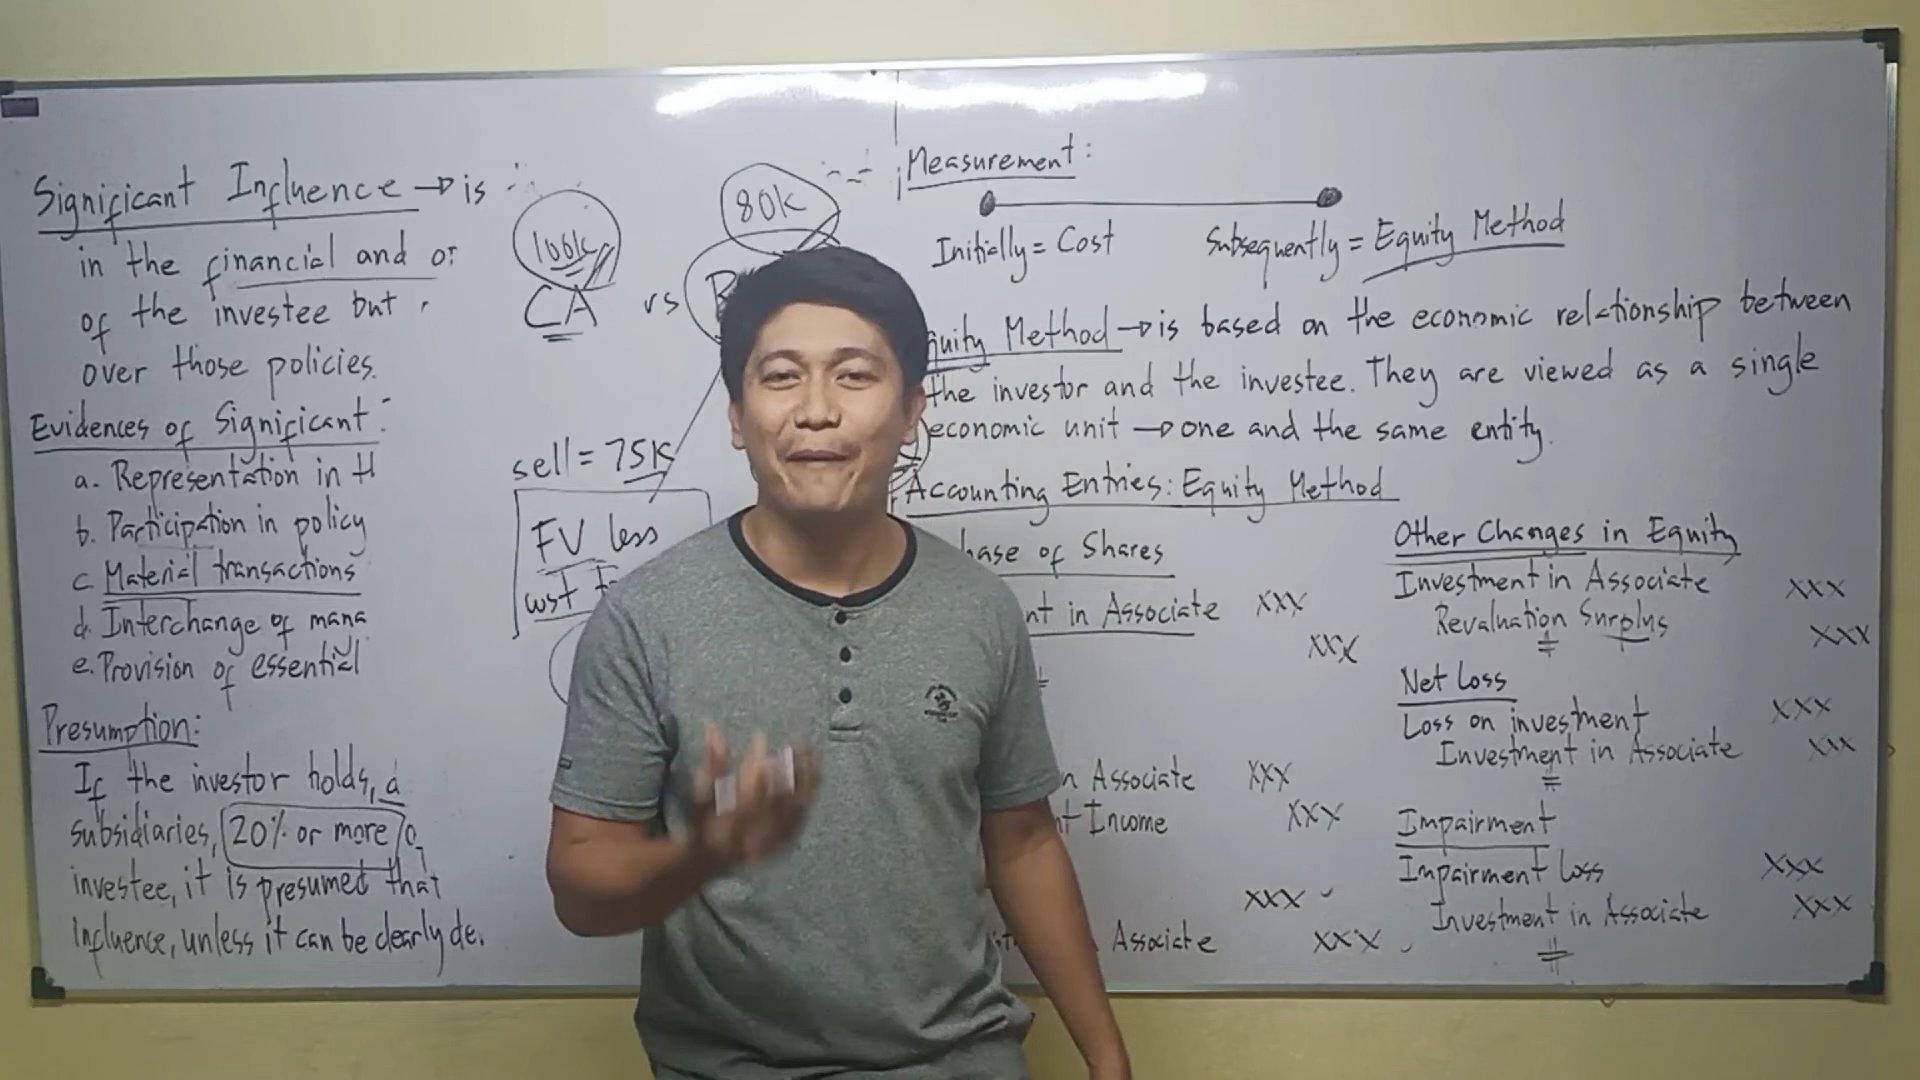 Significant Influence → is
in the financial and
of the investee but
over those policies.
Evidences of Significant
a. Representation in
b. Participation in policy
c. Material transactions
d. Interchange of
e. Provision of essential
Presumption:
If the investor holds,
subsidiaries, 20% or more
investee, it is presumed that
influence, unless it can be clearly
100k
80k
CA vs
sell = 75k
FV less
cost
Measurement:
Initially = Cost
Subsequently = Equity Method
quity Method → is based on the economic relationship between
the investor and the investee. They are viewed as a single
economic unit → one and the same entity.
Accounting Entries: Equity Method
hase of Shares
nt in Associate xxx
xxx
n Associate xxx
t Income xxx
xxx
Associate xxx
Other Changes in Equity
Investment in Associate xxx
Revaluation Surplus xxx
Net Loss
Loss on investment xxx
Investment in Associate xxx
Impairment
Impairment Loss xxx
Investment in Associate xxx